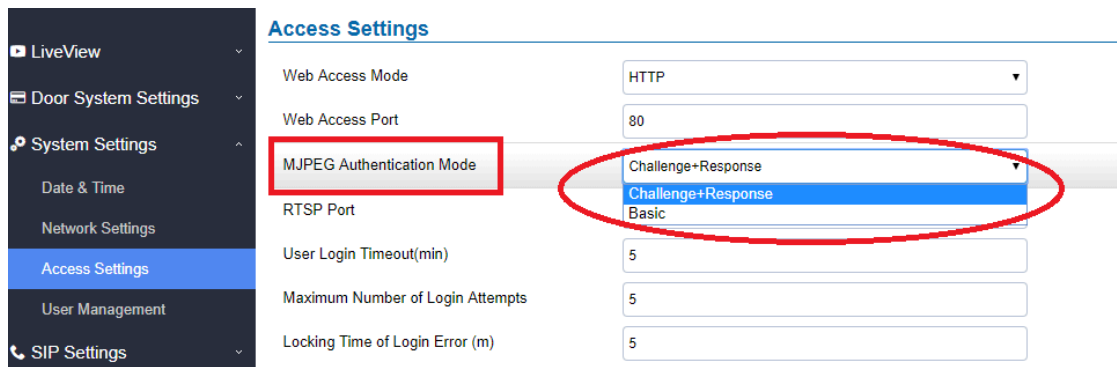 LiveView
Door System Settings
System Settings
Date & Time
Network Settings
Access Settings
User Management
SIP Settings
Access Settings
Web Access Mode
HTTP
Web Access Port
80
MJPEG Authentication Mode
Challenge+Response
Challenge+Response
Basic
RTSP Port
User Login Timeout(min)
5
Maximum Number of Login Attempts
5
Locking Time of Login Error (m)
5